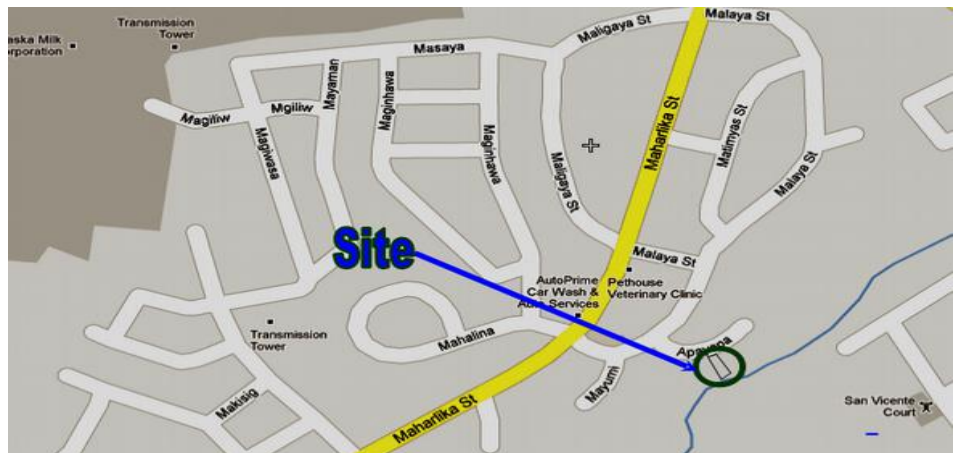 Transmission
Tower
aska Milk
orporation
Masaya
Maligaya St
Malaya St
Mayaman
Maginhawa
Mgiliw
Magiliw
Magiwasa
Maginhawa
Maharlika St
Matimyas St
Maligaya St
Malaya St
Site
Malaya St
AutoPrime
Car Wash &
Auto Services
Pethouse
Veterinary Clinic
Transmission
Tower
Mahalina
Mayumi
Makisig
Maharlika St
San Vicente
Court